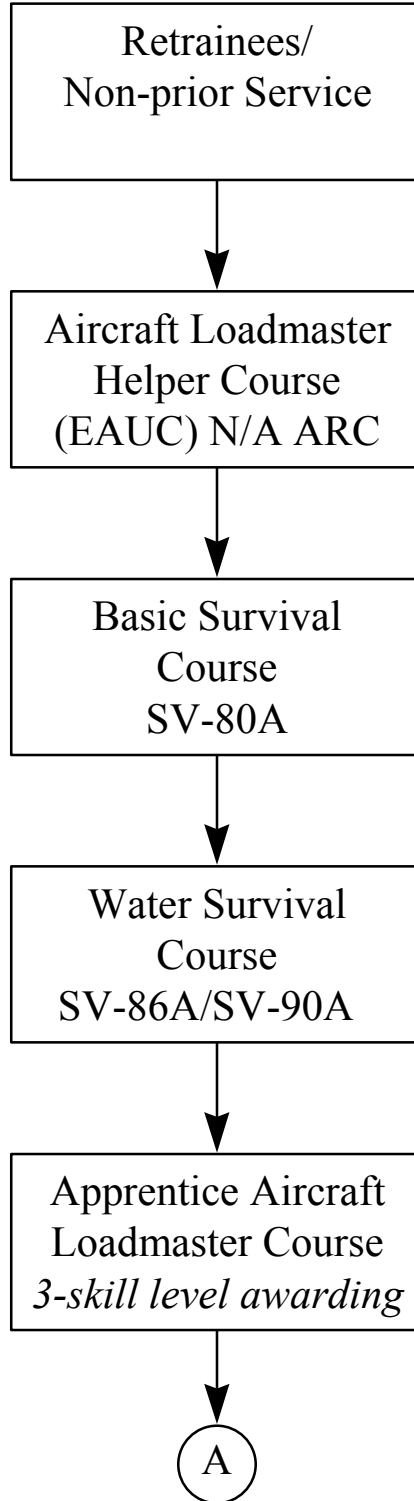 Retrainees/
Non-prior Service
Aircraft Loadmaster
Helper Course
(EAUC) N/A ARC
Basic Survival
Course
SV-80A
Water Survival
Course
SV-86A/SV-90A
Apprentice Aircraft
Loadmaster Course
3-skill level awarding
A